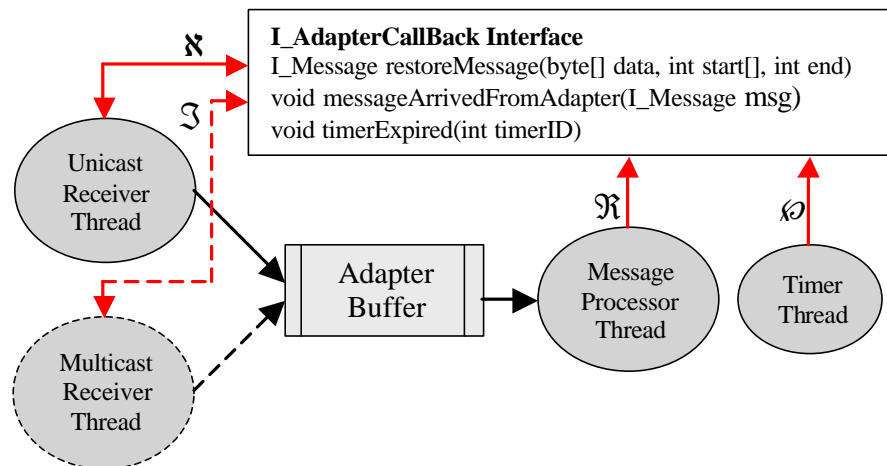 I_AdapterCallBack Interface
I_Message restoreMessage(byte[] data, int start[], int end)
void messageArrivedFromAdapter(I_Message msg)
void timerExpired(int timerID)
ℵ
ℑ
ℜ
℘
Unicast
Receiver
Thread
Adapter
Buffer
Message
Processor
Thread
Timer
Thread
Multicast
Receiver
Thread